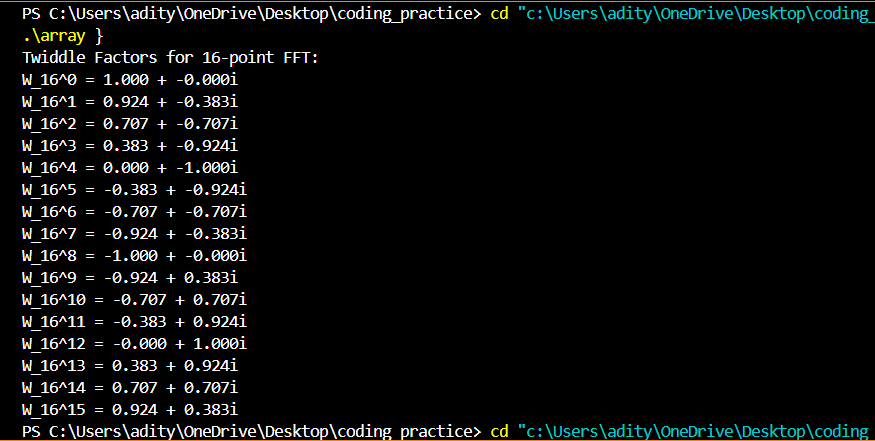 PS C:\Users\adity\OneDrive\Desktop\coding_practice> cd "c:\Users\adity\OneDrive\Desktop\coding_
.\array }
Twiddle Factors for 16-point FFT:
W_16^0 = 1.000 + -0.000i
W_16^1 = 0.924 + -0.383i
W_16^2 = 0.707 + -0.707i
W_16^3 = 0.383 + -0.924i
W_16^4 = 0.000 + -1.000i
W_16^5 = -0.383 + -0.924i
W_16^6 = -0.707 + -0.707i
W_16^7 = -0.924 + -0.383i
W_16^8 = -1.000 + -0.000i
W_16^9 = -0.924 + 0.383i
W_16^10 = -0.707 + 0.707i
W_16^11 = -0.383 + 0.924i
W_16^12 = -0.000 + 1.000i
W_16^13 = 0.383 + 0.924i
W_16^14 = 0.707 + 0.707i
W_16^15 = 0.924 + 0.383i
PS C:\Users\adity\OneDrive\Desktop\coding_practice> cd "c:\Users\adity\OneDrive\Desktop\coding_